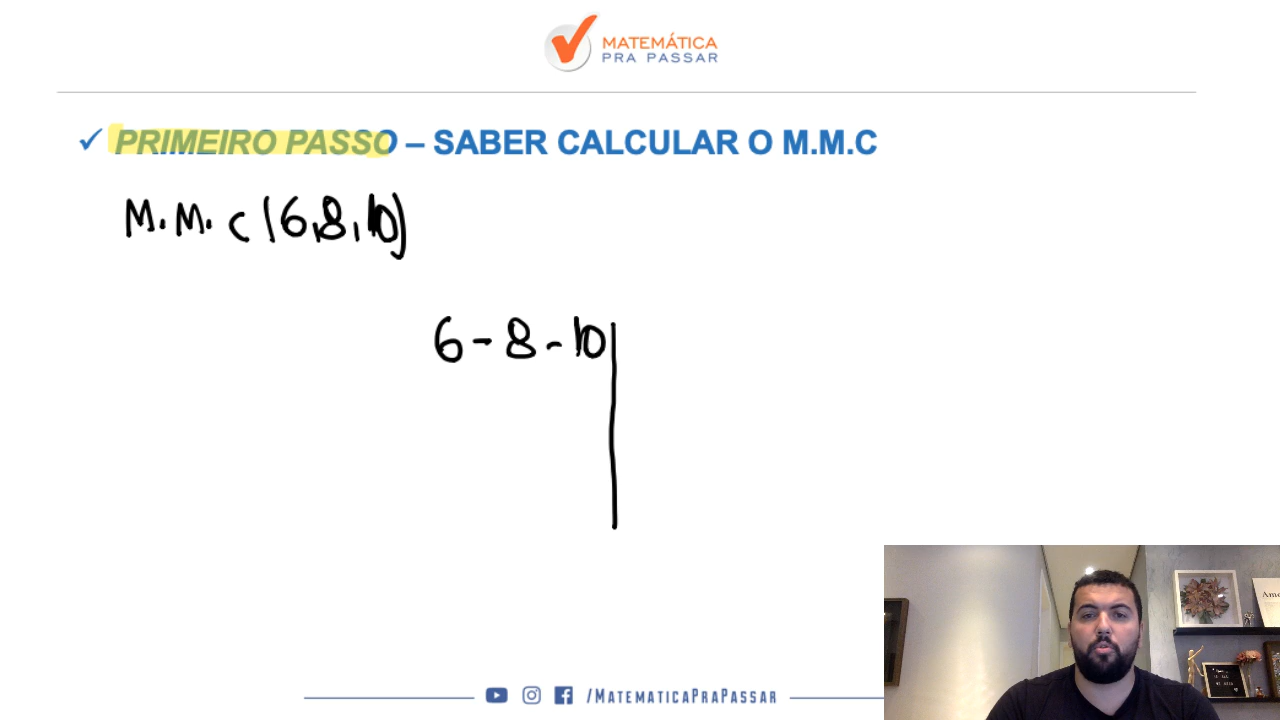 MATEMÁTICA
PRA PASSAR
PRIMEIRO PASSO – SABER CALCULAR O M.M.C
M.M.C (6,8,10)
6 - 8 - 10
/MATEMATICAPRAPASSAR